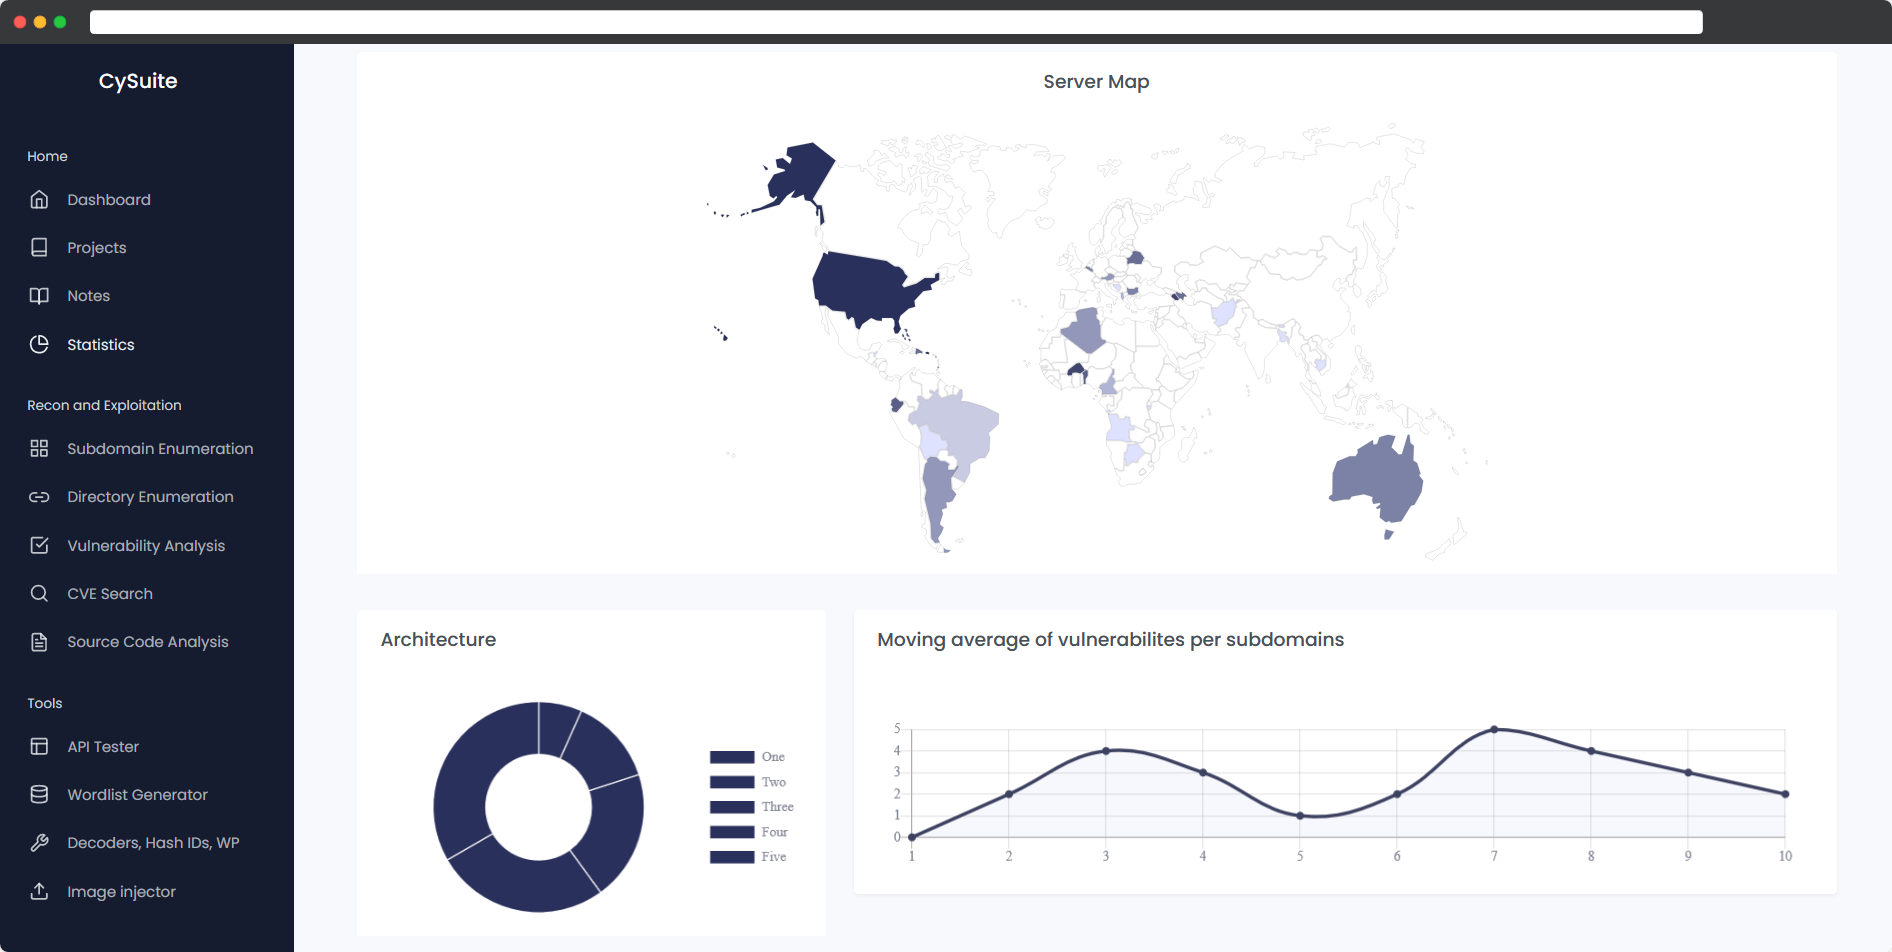 CySuite
Home
Dashboard
Projects
Notes
Statistics
Recon and Exploitation
Subdomain Enumeration
Directory Enumeration
Vulnerability Analysis
CVE Search
Source Code Analysis
Tools
API Tester
Wordlist Generator
Decoders, Hash IDs, WP
Image injector
Server Map
Architecture
One
Two
Three
Four
Five
Moving average of vulnerabilites per subdomains
5
4
3
2
1
0
1 2 3 4 5 6 7 8 9 10